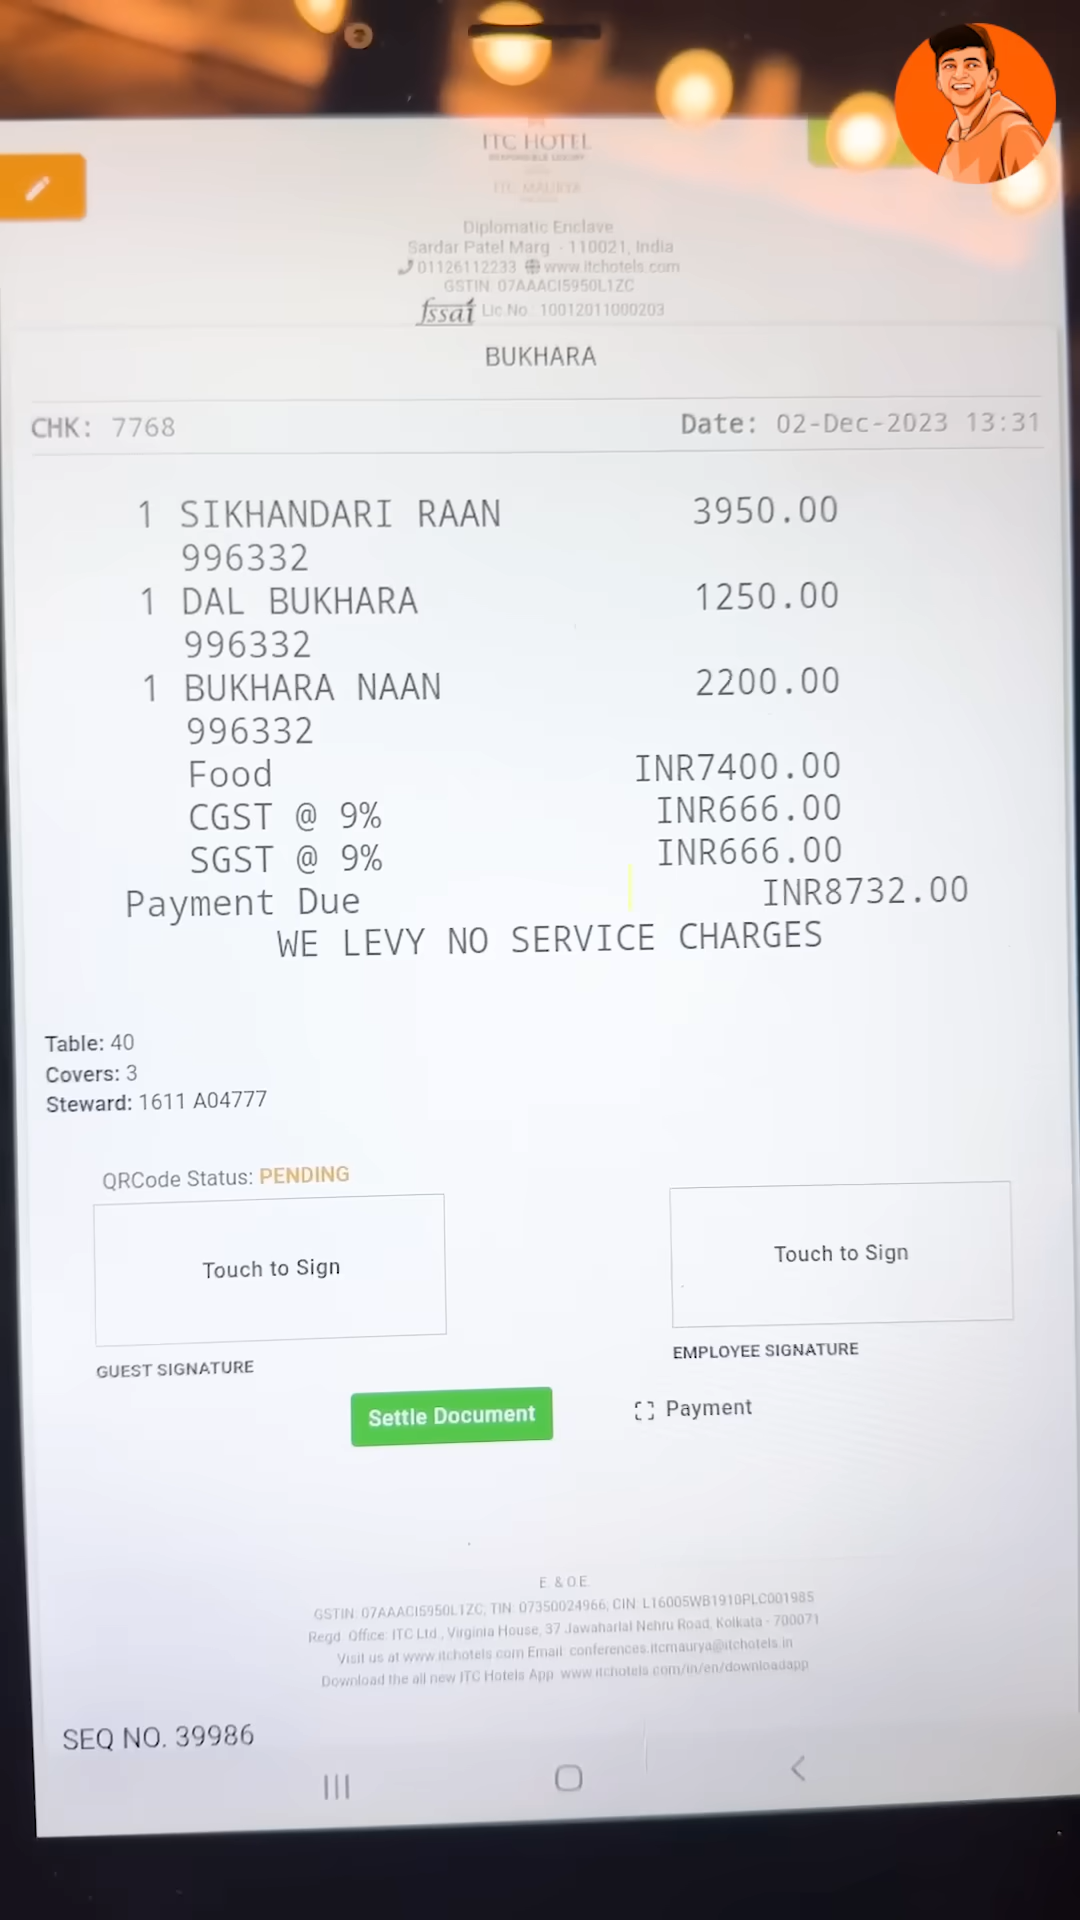 ITC HOTEL
RESPONSIBLE LUXURY
ITC MAURYA
Diplomatic Enclave
Sardar Patel Marg - 110021, India
01126112233 www.itchotels.com
GSTIN: 07AAACI5950L1ZC
fssai Lic No.: 10012011000203
BUKHARA
CHK: 7768 Date: 02-Dec-2023 13:31
1 SIKHANDARI RAAN 3950.00
996332
1 DAL BUKHARA 1250.00
996332
1 BUKHARA NAAN 2200.00
996332
Food INR7400.00
CGST @ 9% INR666.00
SGST @ 9% INR666.00
Payment Due INR8732.00
WE LEVY NO SERVICE CHARGES
Table: 40
Covers: 3
Steward: 1611 A04777
QRCode Status: PENDING
Touch to Sign Touch to Sign
GUEST SIGNATURE EMPLOYEE SIGNATURE
Settle Document Payment
E. & O.E.
GSTIN: 07AAACI5950L1ZC; TIN: 07350024966; CIN: L16005WB1910PLC001985
Regd. Office: ITC Ltd., Virginia House, 37 Jawaharlal Nehru Road, Kolkata - 700071
Visit us at www.itchotels.com Email: conferences.itcmaurya@itchotels.in
Download the all new ITC Hotels App: www.itchotels.com/in/en/downloadapp
SEQ NO. 39986